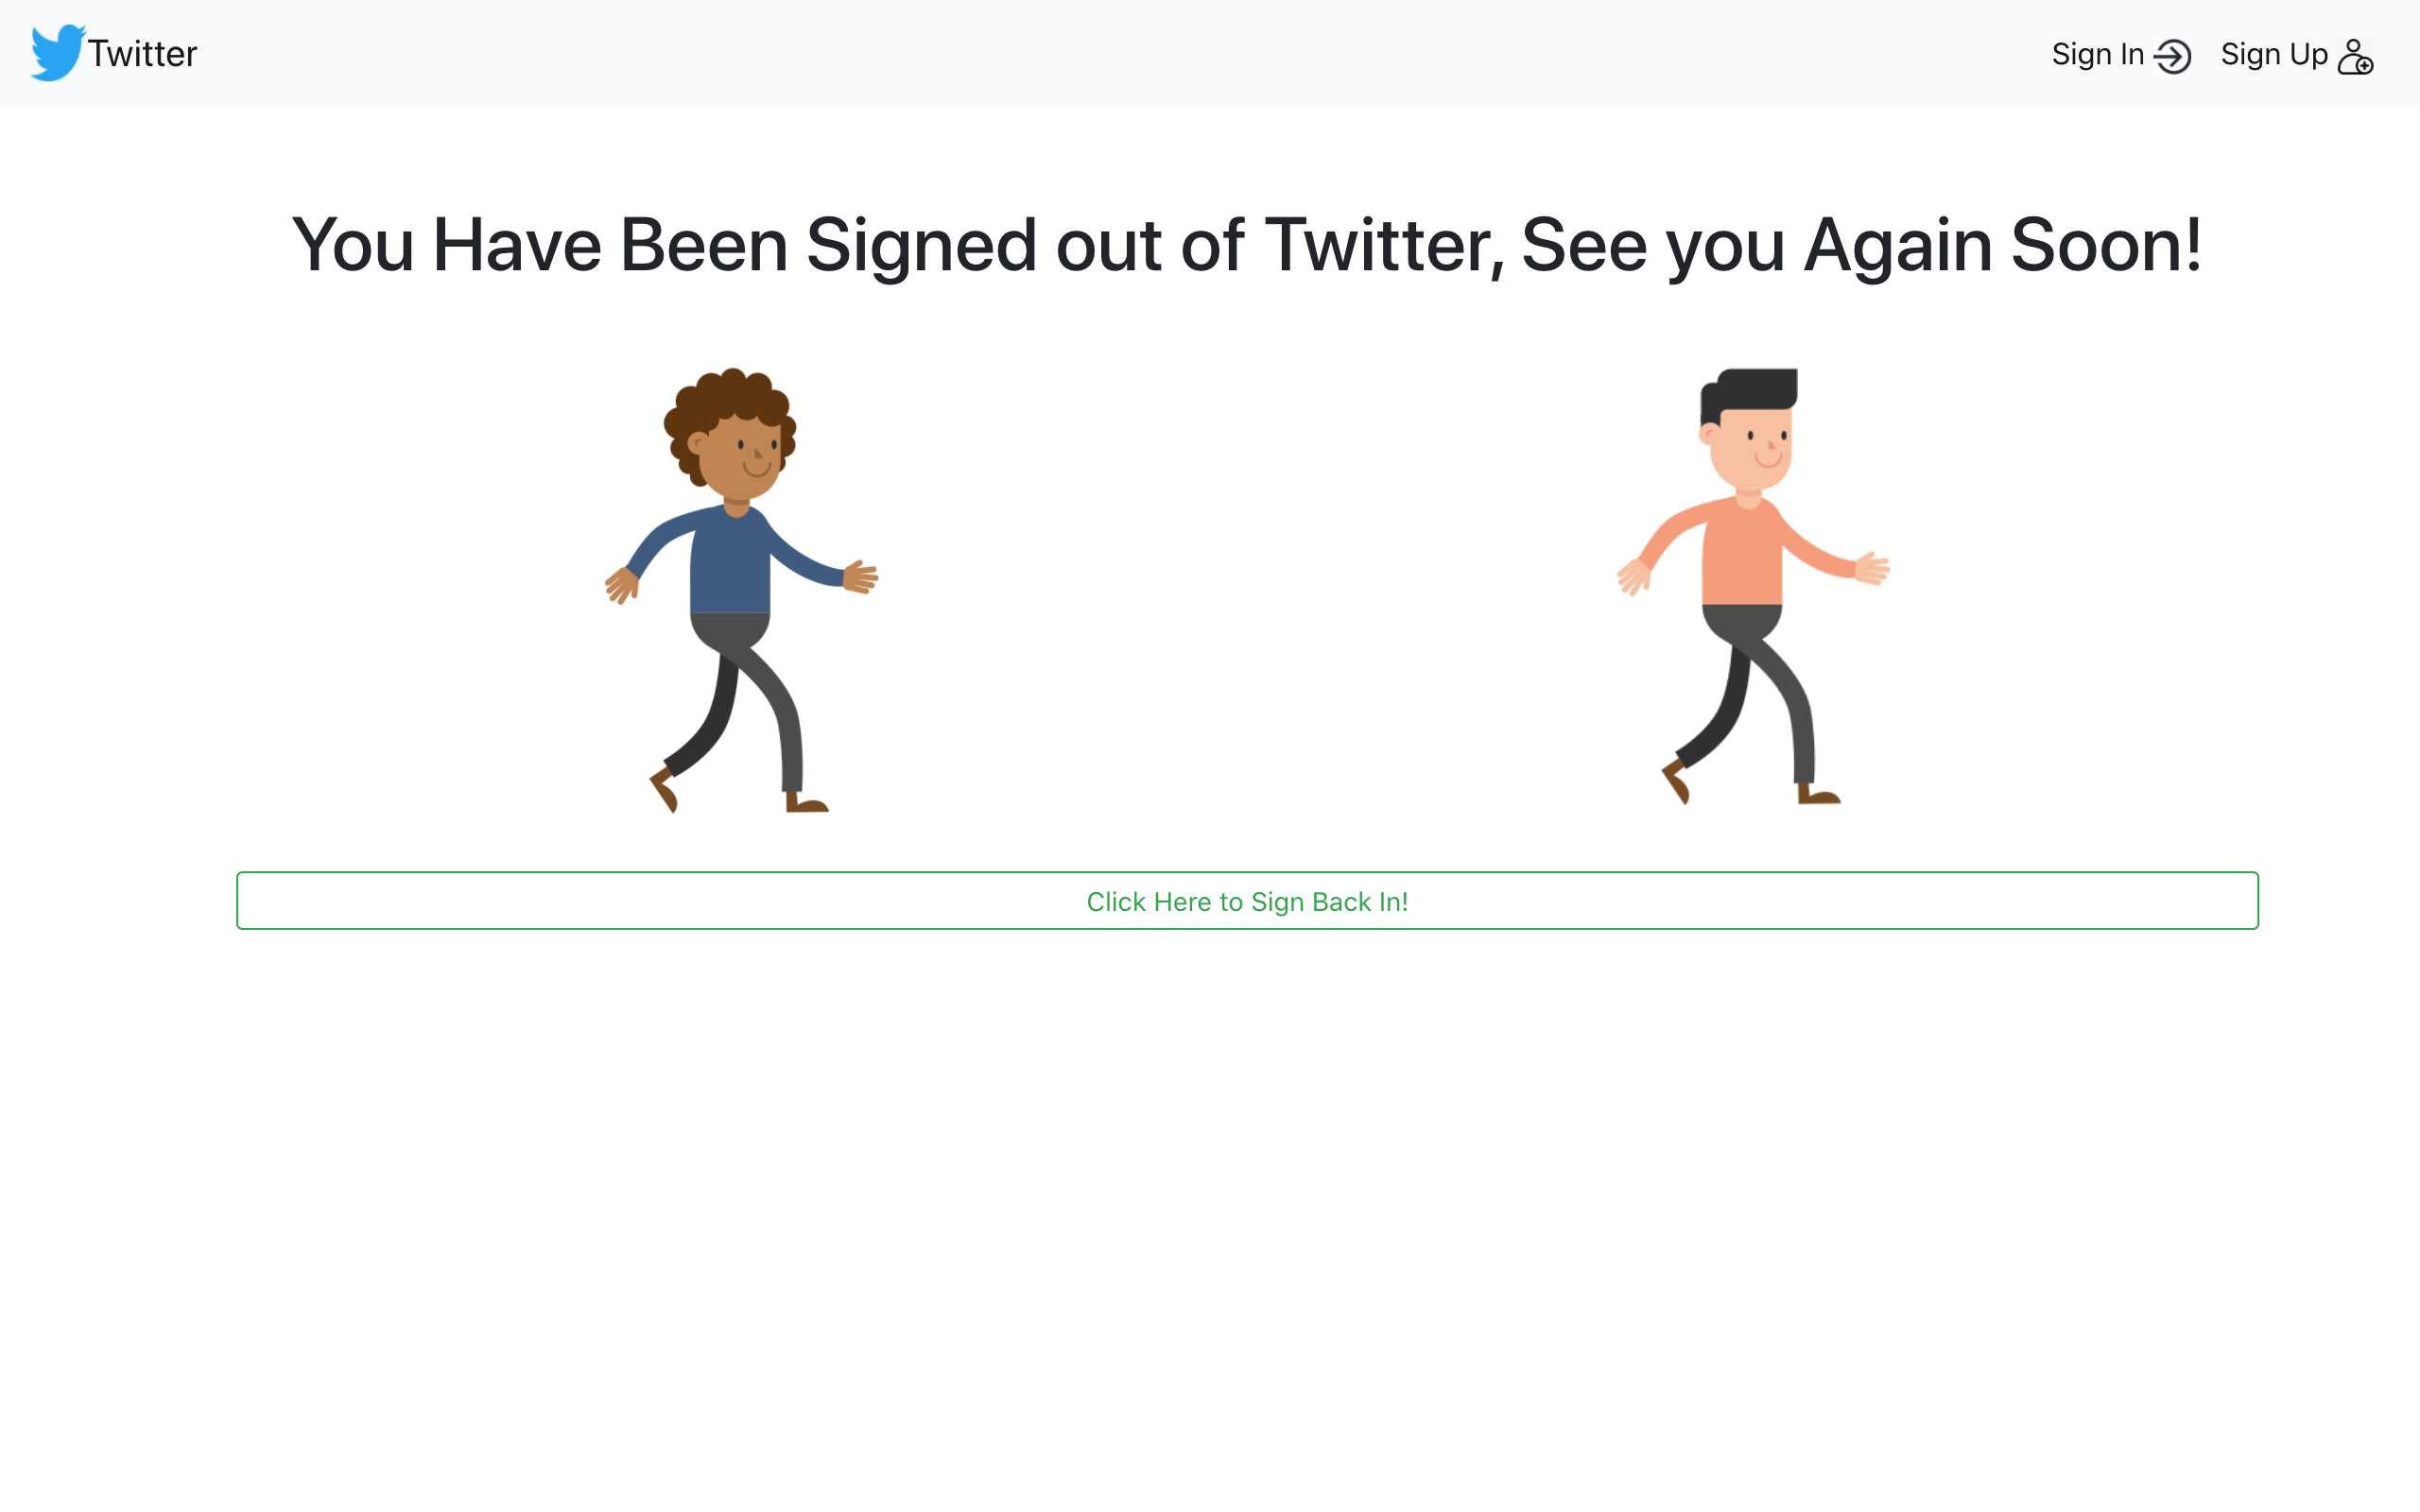 Twitter
Sign In
Sign Up
You Have Been Signed out of Twitter, See you Again Soon!
Click Here to Sign Back In!